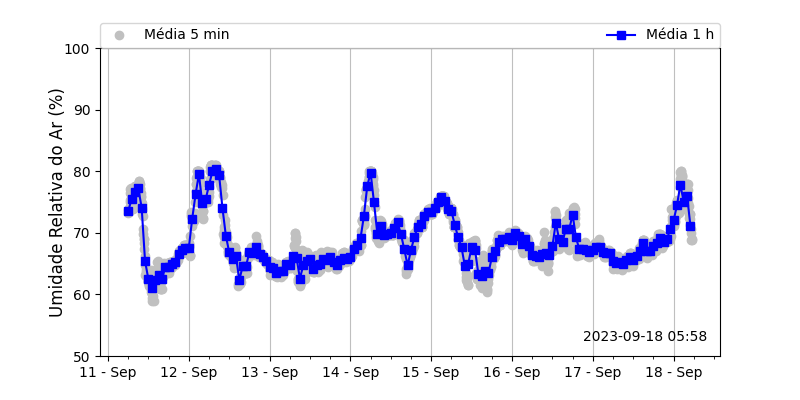 Média 5 min
Média 1 h
Umidade Relativa do Ar (%)
100
90
80
70
60
50
2023-09-18 05:58
11 - Sep
12 - Sep
13 - Sep
14 - Sep
15 - Sep
16 - Sep
17 - Sep
18 - Sep